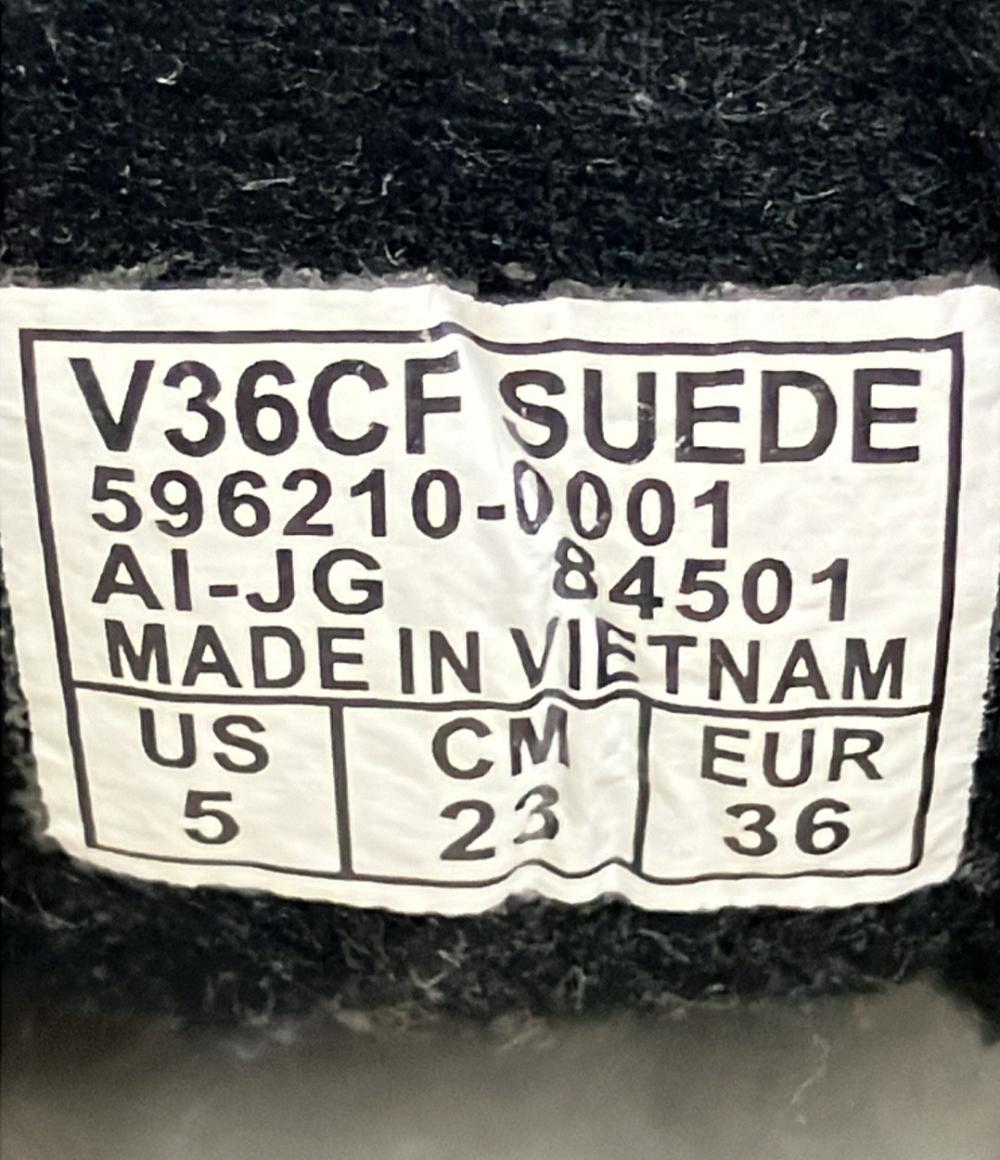 V36CF SUEDE
596210-0001
AI-JG 84501
MADE IN VIETNAM
US CM EUR
5 23 36